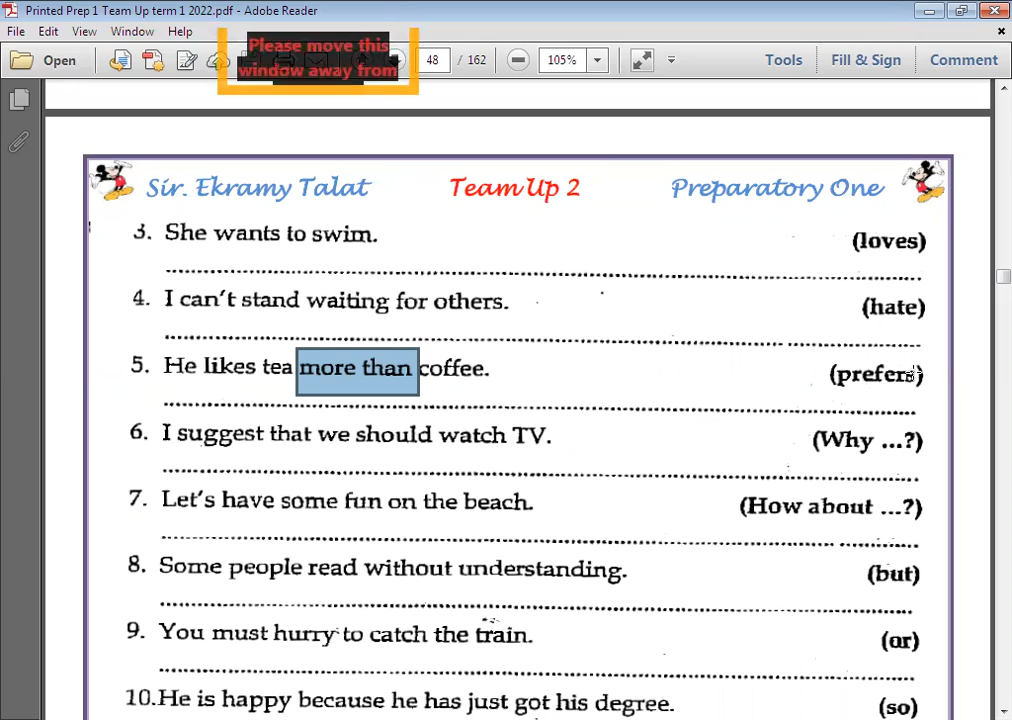 Printed Prep 1 Team Up term 1 2022.pdf - Adobe Reader
File Edit View Window Help
Open Please move this window away from 48 / 162 105% Tools Fill & Sign Comment
Sir. Ekramy Talat Team Up 2 Preparatory One
3. She wants to swim. (loves)
4. I can't stand waiting for others. (hate)
5. He likes tea more than coffee. (prefers)
6. I suggest that we should watch TV. (Why ...?)
7. Let's have some fun on the beach. (How about ...?)
8. Some people read without understanding. (but)
9. You must hurry to catch the train. (or)
10. He is happy because he has just got his degree. (so)